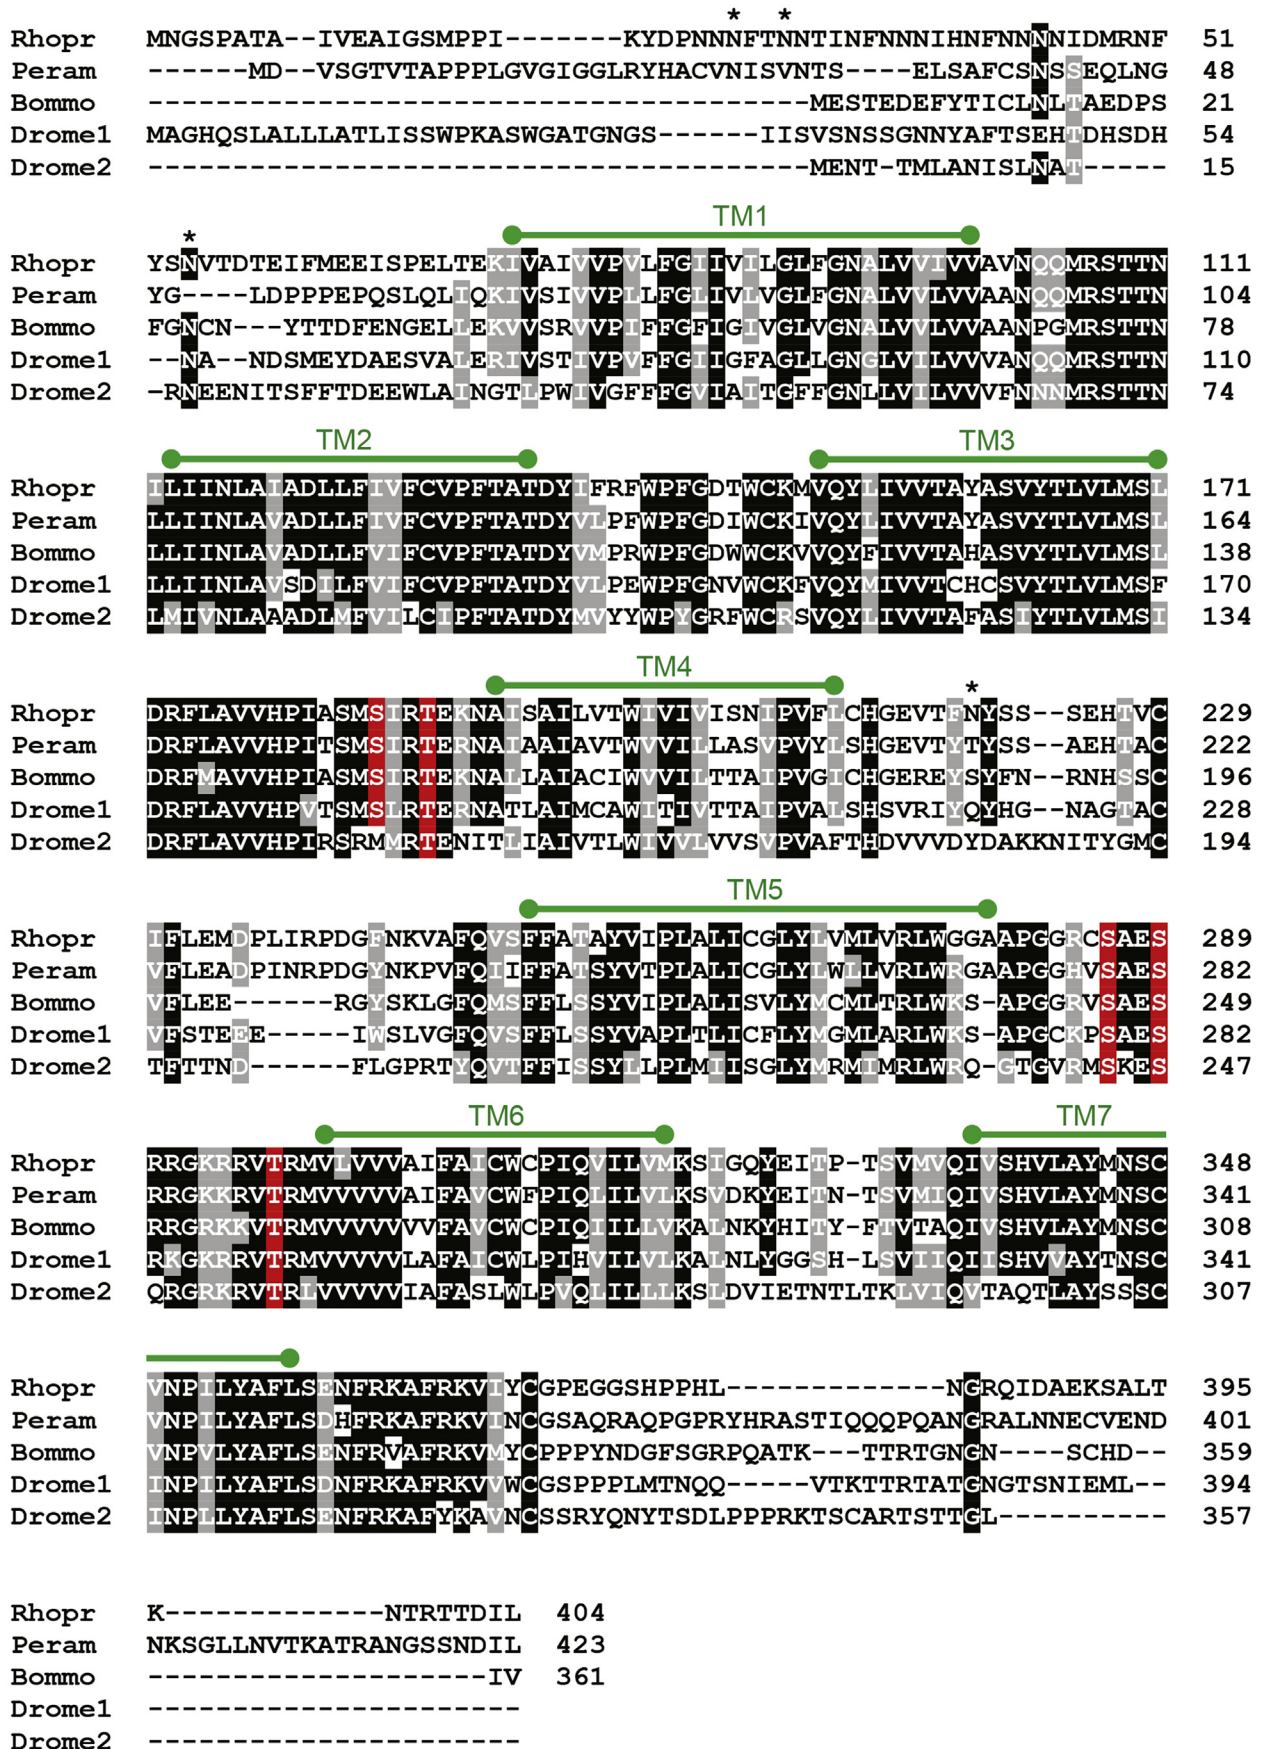 * *
Rhopr MNGSPATA--IVEAIGSMPPI-------KYDPNNNFTNNTINFNNNIHNFNNNNNIDMRNF 51
Peram ------MD--VSGTVTAPPPLGVGIGGLRYHACVNISVNTS----ELSAFCSNSSEQLNG 48
Bommo ---------------------------------------MESTEDEFYTICLNLTAEDPS 21
Drome1 MAGHQSLALLLATLISSWPKASWGATGNGS------IISVSNSSGNNYAFTSEHTDHSDH 54
Drome2 ---------------------------------------MENT-TMLANISLNAT----- 15
TM1
*
Rhopr YSNVTDTEIFMEEISPELTEKIVAIVVPVLFGIIVILGLFGNALVVIVVAVNQQMRSTTN 111
Peram YG----LDPPPEPQSLQLIQKIVSIVVPLLFGLIVLVGLFGNALVVLVVAANQQMRSTTN 104
Bommo FGNCN---YTTDFENGELLEKVVSRVVPIFFGFIGIVGLVGNALVVLVVAANPGMRSTTN 78
Drome1 --NA--NDSMEYDAESVALERIVSTIVPVFFGIIGFAGLLGNGLVILVVVANQQMRSTTN 110
Drome2 -RNEENITSFFTDEEWLAINGTLPWIVGFFFGVIAITGFFGNLLVILVVVFNNNMRSTTN 74
TM2 TM3
Rhopr ILIINLAIADLLFIVFCVPFTATDYIFRFWPFGDTWCKMVQYLIVVTAYASVYTLVLMSL 171
Peram LLIINLAVADLLFIVFCVPFTATDYVLPFWPFGDIWCKIVQYLIVVTAYASVYTLVLMSL 164
Bommo LLIINLAVADLLFVIFCVPFTATDYVMPRWPFGDWWCKVVQYFIVVTAHASVYTLVLMSL 138
Drome1 LLIINLAVSDILFVIFCVPFTATDYVLPEWPFGNVWCKFVQYMIVVTCHCSVYTLVLMSF 170
Drome2 LMIVNLAAADLMFVILCIPFTATDYMVYYWPYGRFWCRSVQYLIVVTAFASIYTLVLMSI 134
TM4
*
Rhopr DRFLAVVHPIASMSIRTEKNAISAILVTWIVIVISNIPVFLCHGEVTFNYSS--SEHTVC 229
Peram DRFLAVVHPITSMSIRTERNAIAAIAVTWVVILLASVPVYLSHGEVTYTYSS--AEHTAC 222
Bommo DRFMAVVHPIASMSIRTEKNALLAIACIWVVILTTAIPVGICHGEREYSYFN--RNHSSC 196
Drome1 DRFLAVVHPVTSMSLRTERNATLAIMCAWITIVTTAIPVALSHSVRIYQYHG--NAGTAC 228
Drome2 DRFLAVVHPIRSRMMRTENITLIAIVTLWIVVLVVSVPVAFTHDVVVDYDAKKNITYGMC 194
TM5
Rhopr IFLEMDPLIRPDGFNKVAFQVSFFATAYVIPLALICGLYLVMLVRLWGGAAPGGRCSAES 289
Peram VFLEADPINRPDGYNKPVFQIIFFATSYVTPLALICGLYLWLLVRLWRGAAPGGHVSAES 282
Bommo VFLEE------RGYSKLGFQMSFFLSSYVIPLALISVLYMCMLTRLWKS-APGGRVSAES 249
Drome1 VFSTEEE-----IWSLVGFQVSFFLSSYVAPLTLICFLYMGMLARLWKS-APGCKPSAES 282
Drome2 TFTTND------FLGPRTYQVTFFISSYLLPLMIISGLYMRMIMRLWRQ-GTGVRMSKES 247
TM6 TM7
Rhopr RRGKRRVTRMVLVVVAIFAICWCPIQVILVMKSIGQYEITP-TSVMVQIVSHVLAYMNSC 348
Peram RRGKKRVTRMVVVVVAIFAVCWFPIQLILVLKSVDKYEITN-TSVMIQIVSHVLAYMNSC 341
Bommo RRGRKKVTRMVVVVVVVFAVCWCPIQIILLVKALNKYHITY-FTVTAQIVSHVLAYMNSC 308
Drome1 RKGKRRVTRMVVVVVLAFAICWLPIHVILVLKALNLYGGSH-LSVIIQIISHVVAYTNSC 341
Drome2 QRGRKRVTRLVVVVVIAFASLWLPVQLILLLKSLDVIETNTLTKLVIQVTAQTLAYSSSC 307
Rhopr VNPILYAFLSENFRKAFRKVIYCGPEGGSHPPHL-------------NGRQIDAEKSALT 395
Peram VNPILYAFLSDHFRKAFRKVINCGSAQRAQPGPRYHRASTIQQQPQANGRALNNECVEND 401
Bommo VNPVLYAFLSENFRVAFRKVMYCPPPYNDGFSGRPQATK---TTRTGNGN----SCHD-- 359
Drome1 INPILYAFLSDNFRKAFRKVVWCGSPPPLMTNQQ-----VTKTTRTATGNGTSNIEML-- 394
Drome2 INPLLYAFLSENFRKAFYKAVNCSSRYQNYTSDLPPPRKTSCARTSTTGL---------- 357
Rhopr K-------------NTRTTDIL 404
Peram NKSGLLNVTKATRANGSSNDIL 423
Bommo --------------------IV 361
Drome1 ----------------------
Drome2 ----------------------